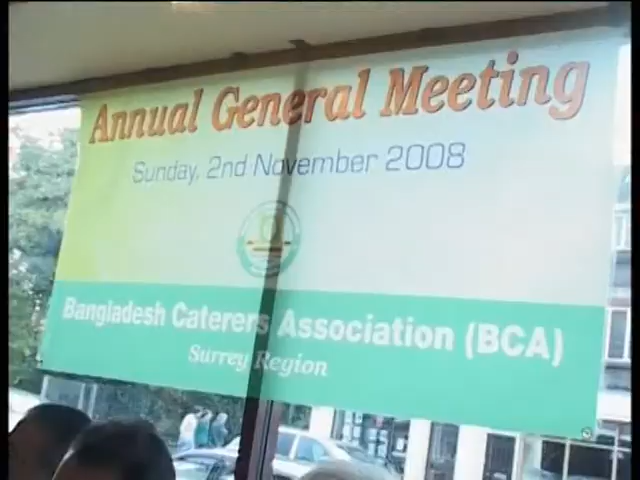 Annual General Meeting
Sunday, 2nd November 2008
Bangladesh Caterers Association (BCA)
Surrey Region